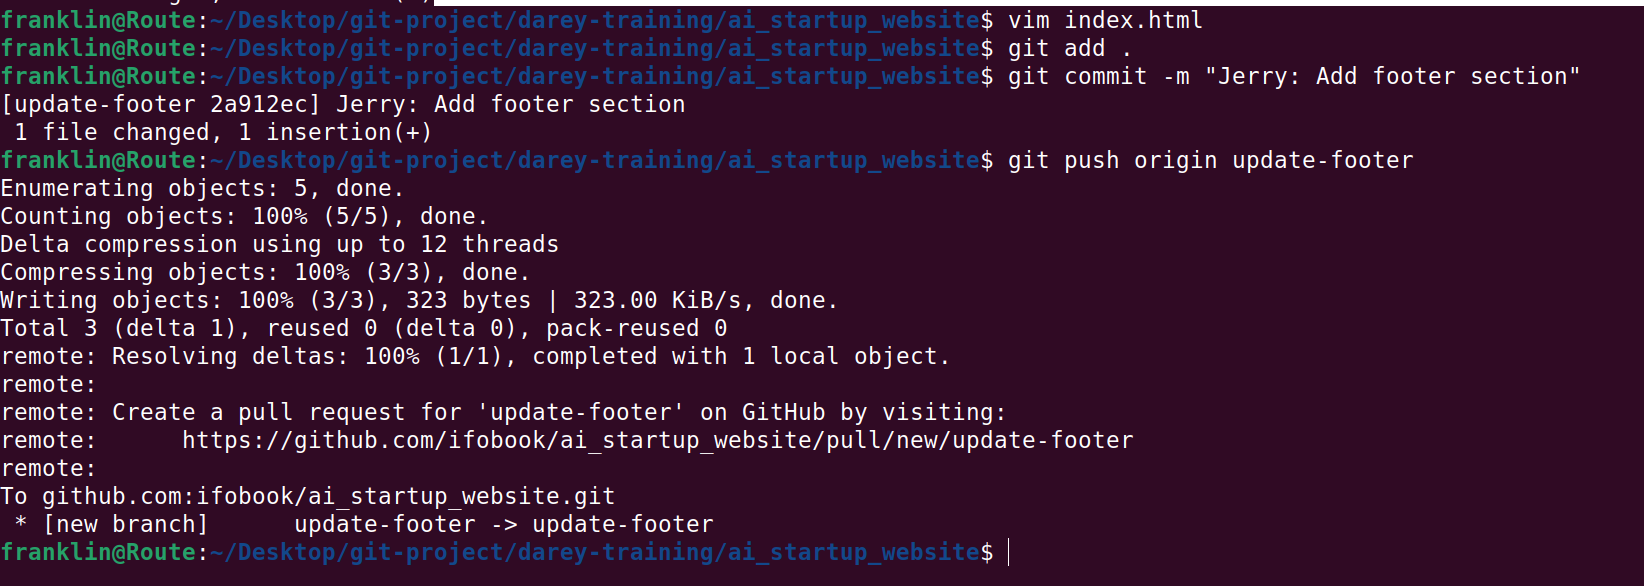 franklin@Route:~/Desktop/git-project/darey-training/ai_startup_website$ vim index.html
franklin@Route:~/Desktop/git-project/darey-training/ai_startup_website$ git add .
franklin@Route:~/Desktop/git-project/darey-training/ai_startup_website$ git commit -m "Jerry: Add footer section"
[update-footer 2a912ec] Jerry: Add footer section
 1 file changed, 1 insertion(+)
franklin@Route:~/Desktop/git-project/darey-training/ai_startup_website$ git push origin update-footer
Enumerating objects: 5, done.
Counting objects: 100% (5/5), done.
Delta compression using up to 12 threads
Compressing objects: 100% (3/3), done.
Writing objects: 100% (3/3), 323 bytes | 323.00 KiB/s, done.
Total 3 (delta 1), reused 0 (delta 0), pack-reused 0
remote: Resolving deltas: 100% (1/1), completed with 1 local object.
remote:
remote: Create a pull request for 'update-footer' on GitHub by visiting:
remote:      https://github.com/ifobook/ai_startup_website/pull/new/update-footer
remote:
To github.com:ifobook/ai_startup_website.git
 * [new branch]      update-footer -> update-footer
franklin@Route:~/Desktop/git-project/darey-training/ai_startup_website$